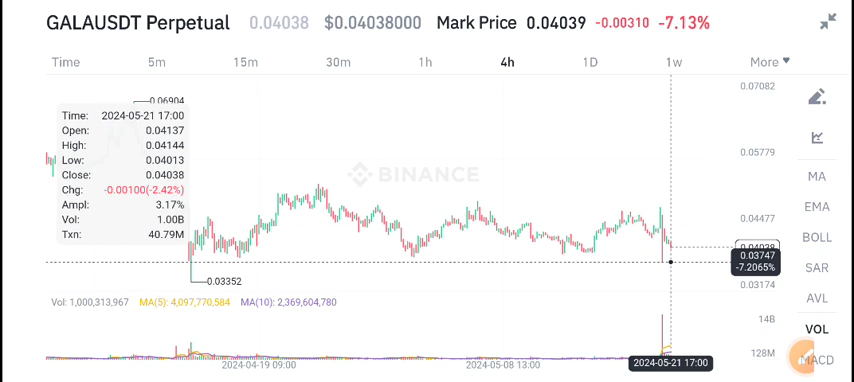 GALAUSDT Perpetual 0.04038 $0.04038000 Mark Price 0.04039 -0.00310 -7.13%
Time 5m 15m 30m 1h 4h 1D 1w More
0.07082
0.06904
Time: 2024-05-21 17:00
Open: 0.04137
High: 0.04144
Low: 0.04013
Close: 0.04038
Chg: -0.00100(-2.42%)
Ampl: 3.17%
Vol: 1.00B
Txn: 40.79M
BINANCE
0.05779
0.04477
0.04038
0.03747
-7.2065%
0.03352
0.03174
Vol: 1,000,313,967 MA(5): 4,097,770,584 MA(10): 2,369,604,780
14B
128M
2024-04-19 09:00 2024-05-08 13:00 2024-05-21 17:00
MA
EMA
BOLL
SAR
AVL
VOL
MACD